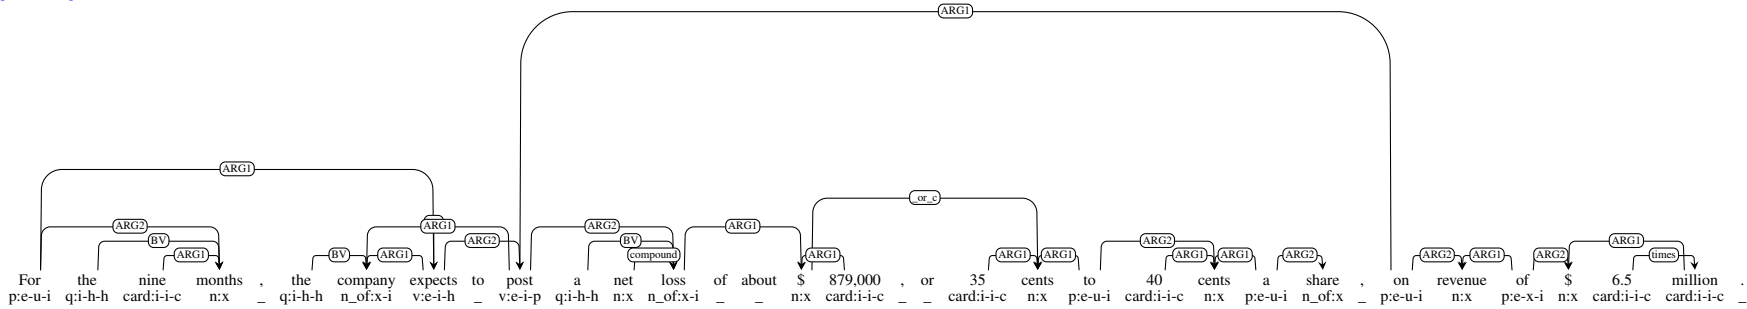 ARG1
ARG1
_or_c
ARG2 ARG1 ARG2 ARG1
BV ARG2 BV ARG2 ARG1
ARG1 BV ARG1 compound ARG1 ARG1 ARG1 ARG1 ARG1 ARG2 ARG2 ARG1 ARG2 times
For the nine months , the company expects to post a net loss of about $ 879,000 , or 35 cents to 40 cents a share , on revenue of $ 6.5 million .
p:e-u-i q:i-h-h card:i-i-c n:x _ q:i-h-h n_of:x-i v:e-i-h _ v:e-i-p q:i-h-h n:x n_of:x-i _ _ n:x card:i-i-c _ _ card:i-i-c n:x p:e-u-i card:i-i-c n:x p:e-u-i n_of:x _ p:e-u-i n:x p:e-x-i n:x card:i-i-c card:i-i-c _